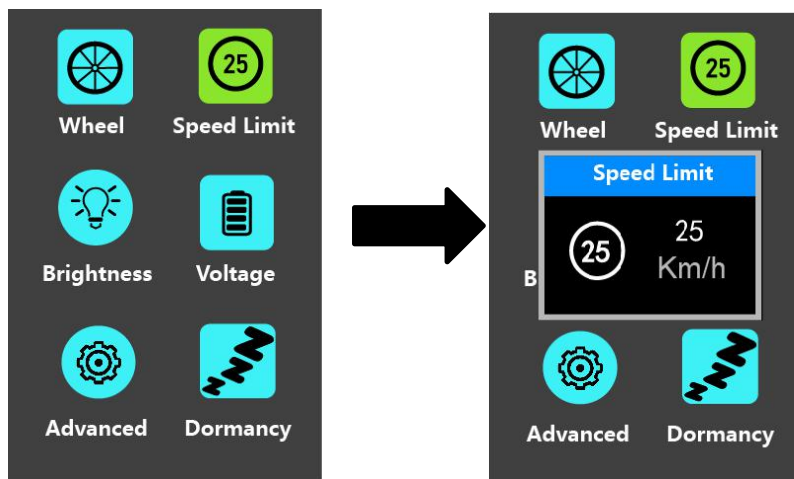 25
Wheel Speed Limit
Brightness Voltage
Advanced Dormancy
25
Wheel Speed Limit
Speed Limit
25 25
Km/h
B
Advanced Dormancy